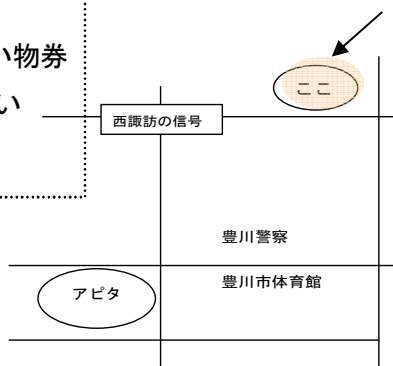 い物券
い
ここ
西諏訪の信号
豊川警察
豊川市体育館
アピタ